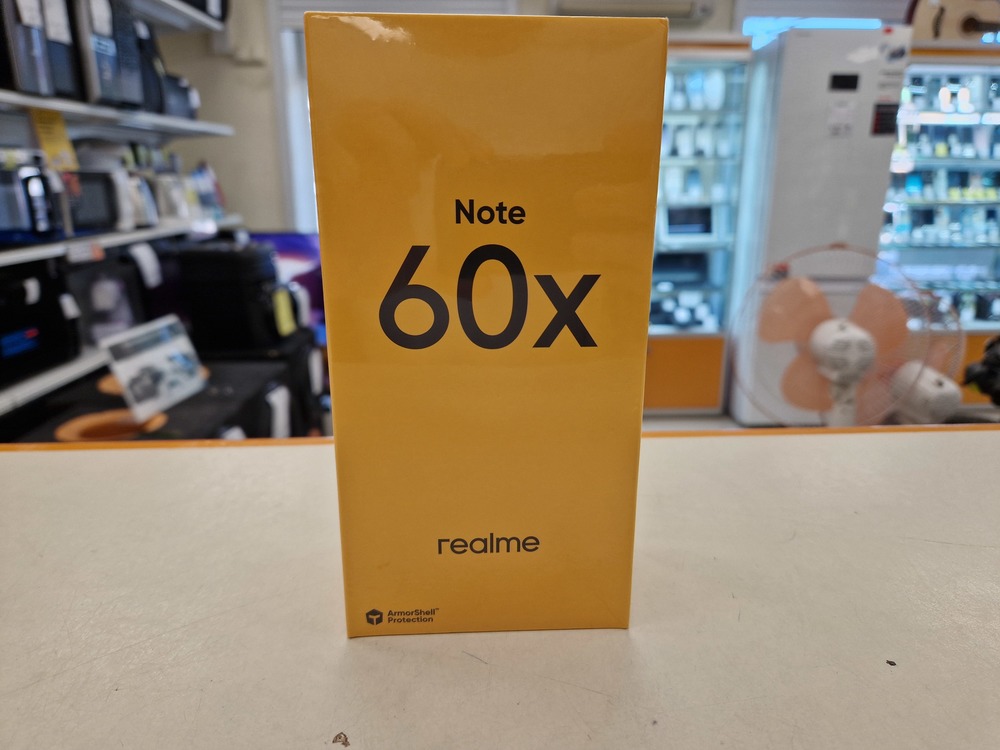 Note
60x
realme
ArmorShell™
Protection